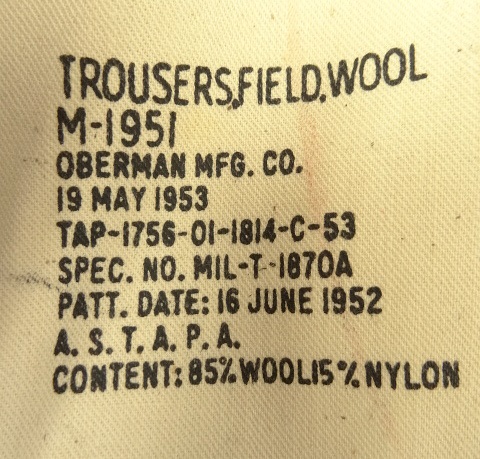 TROUSERS,FIELD,WOOL
M-1951
OBERMAN MFG. CO.
19 MAY 1953
TAP-1756-01-1814-C-53
SPEC. NO. MIL-T-1870A
PATT. DATE: 16 JUNE 1952
A. S. T. A. P. A.
CONTENT: 85% WOOL15% NYLON